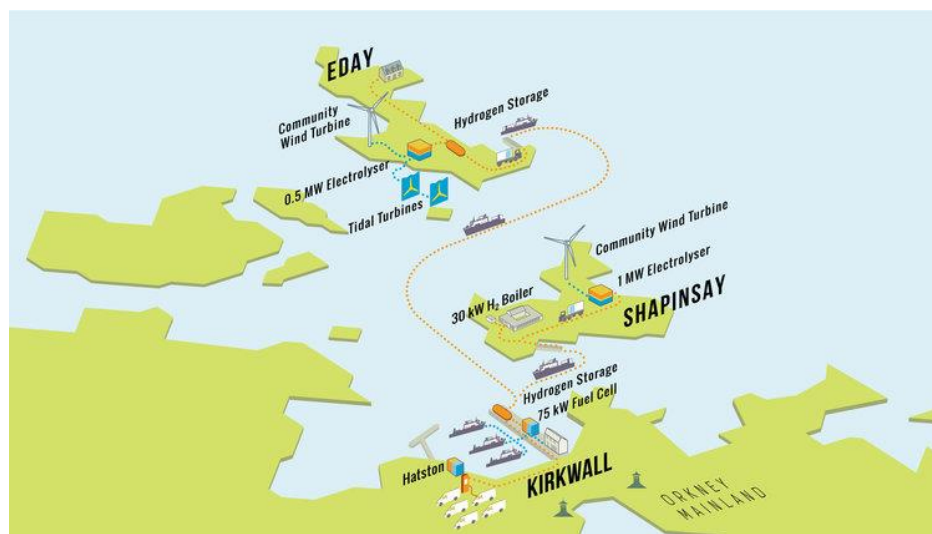 EDAY
Community
Wind Turbine
Hydrogen Storage
0.5 MW Electrolyser
Tidal Turbines
Community Wind Turbine
1 MW Electrolyser
30 kW H₂ Boiler
SHAPINSAY
Hydrogen Storage
75 kW Fuel Cell
Hatston
KIRKWALL
ORKNEY
MAINLAND